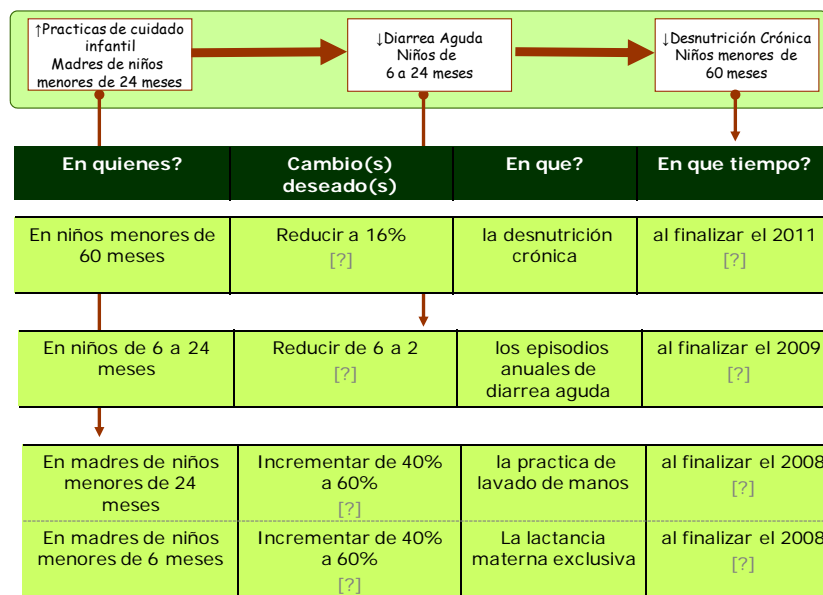 ↑Practicas de cuidado
infantil
Madres de niños
menores de 24 meses
↓Diarrea Aguda
Niños de
6 a 24 meses
↓Desnutrición Crónica
Niños menores de
60 meses
En quienes?
Cambio(s)
deseado(s)
En que?
En que tiempo?
En niños menores de
60 meses
Reducir a 16%
[?]
la desnutrición
crónica
al finalizar el 2011
[?]
En niños de 6 a 24
meses
Reducir de 6 a 2
[?]
los episodios
anuales de
diarrea aguda
al finalizar el 2009
[?]
En madres de niños
menores de 24
meses
Incrementar de 40%
a 60%
[?]
la practica de
lavado de manos
al finalizar el 2008
[?]
En madres de niños
menores de 6 meses
Incrementar de 40%
a 60%
[?]
La lactancia
materna exclusiva
al finalizar el 2008
[?]